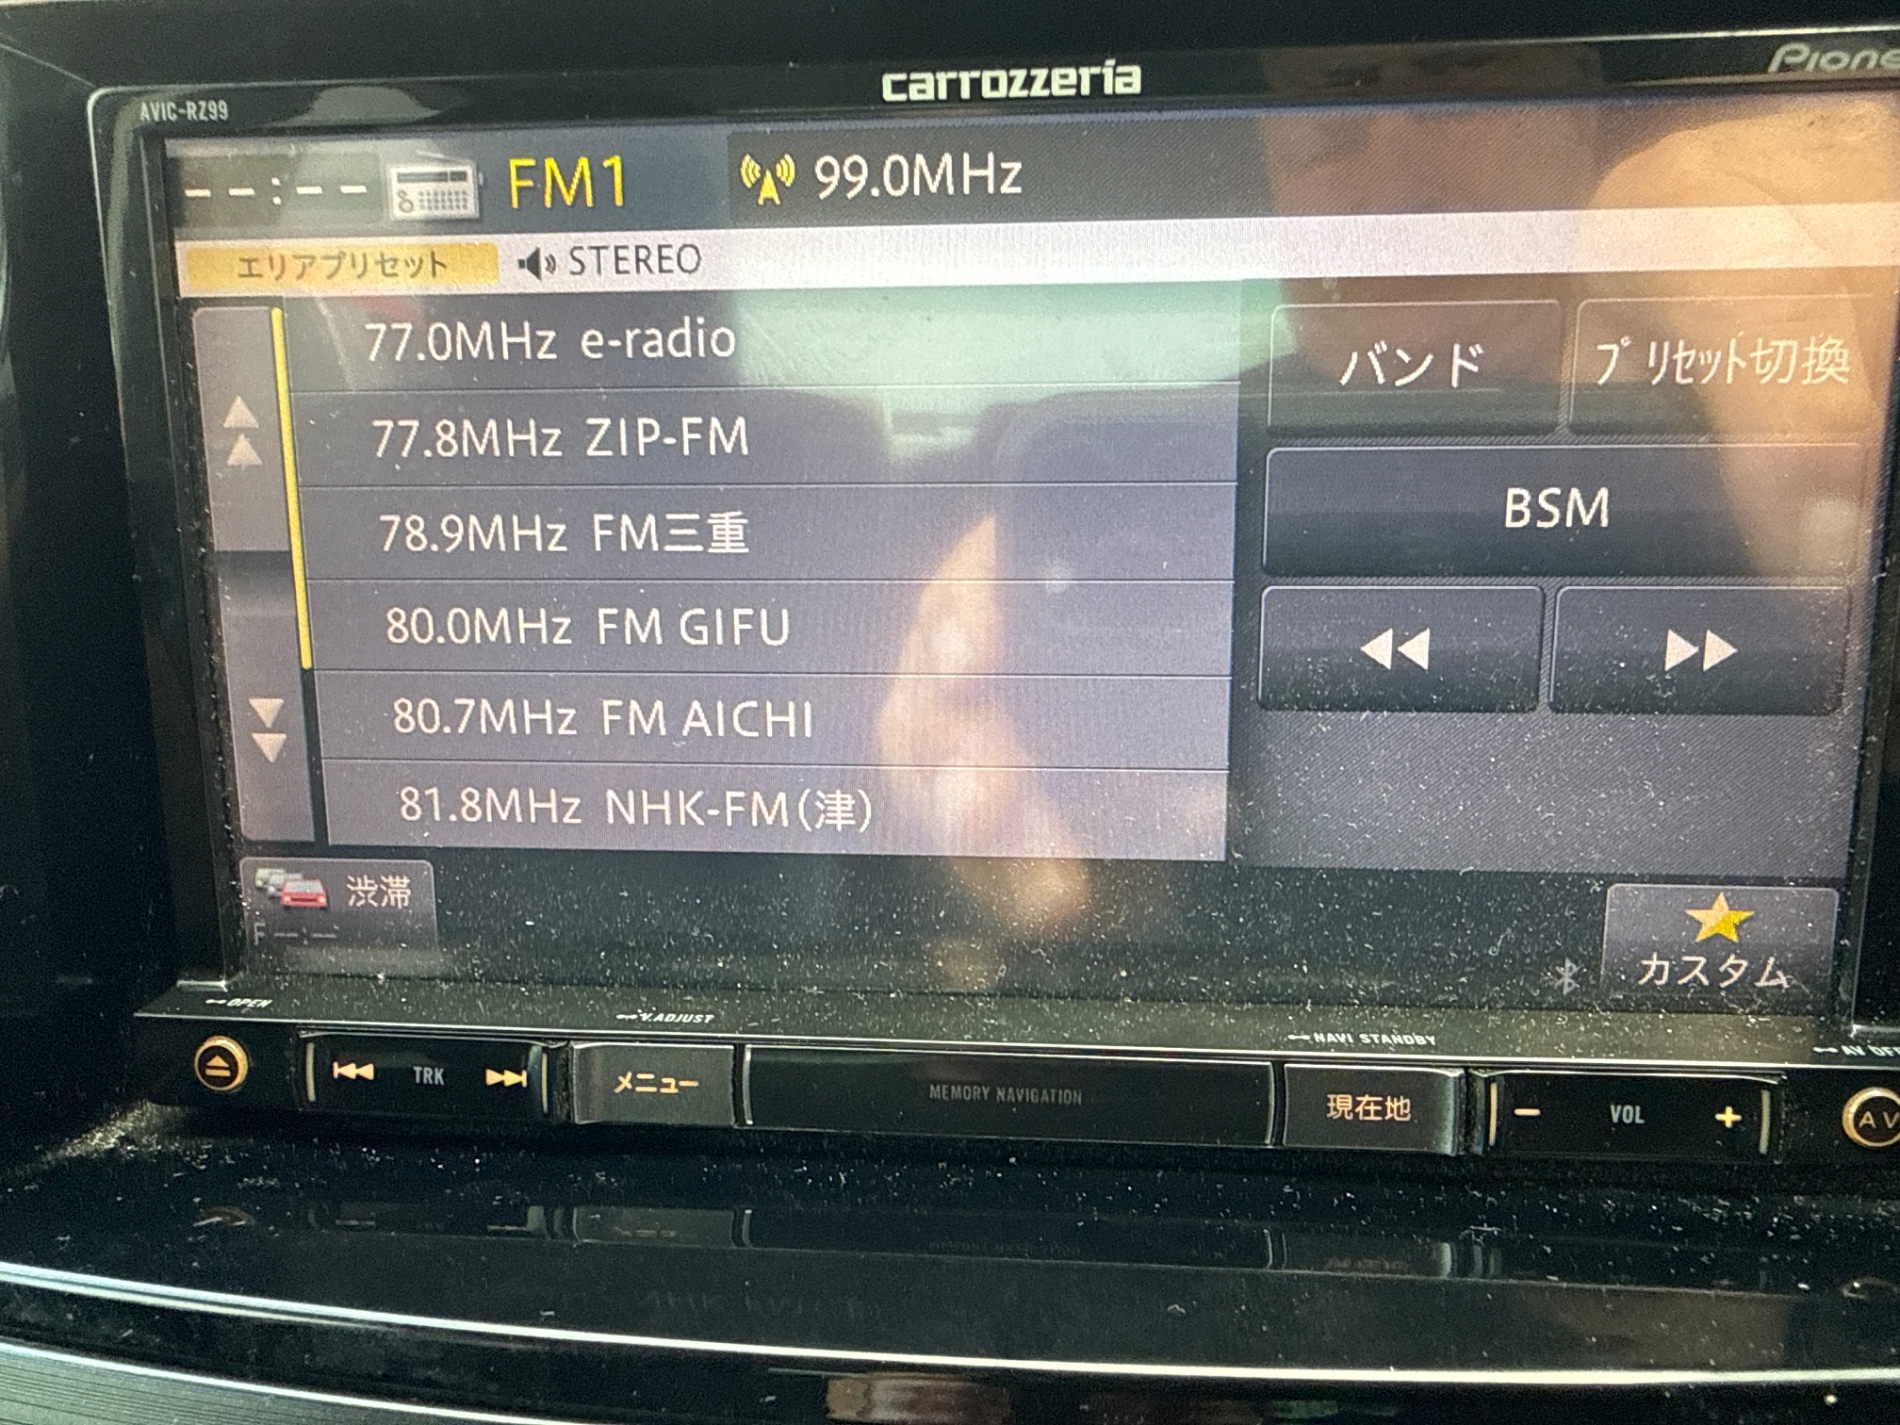 carrozzeria
AVIC-RZ99
--:-- FM1 99.0MHz
エリアプリセット STEREO
77.0MHz e-radio
77.8MHz ZIP-FM
78.9MHz FM三重
80.0MHz FM GIFU
80.7MHz FM AICHI
81.8MHz NHK-FM(津)
バンド プリセット切換
BSM
渋滞
カスタム
OPEN V.ADJUST NAVI STANDBY
TRK メニュー MEMORY NAVIGATION 現在地 - VOL +
AV